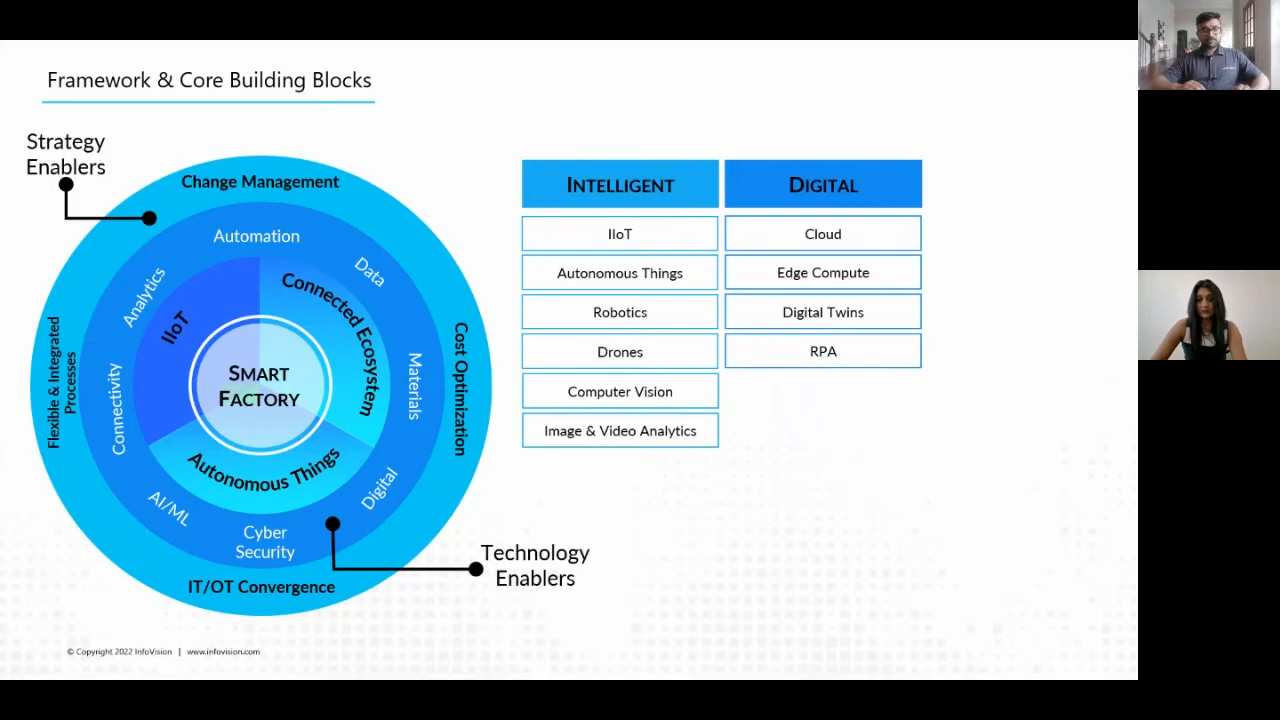 Framework & Core Building Blocks
Strategy
Enablers
Change Management
Automation
Data
Analytics
Connected Ecosystem
IIoT
Flexible & Integrated
Processes
Cost Optimization
Materials
Connectivity
SMART
FACTORY
Autonomous Things
Digital
AI/ML
Cyber
Security
IT/OT Convergence
Technology
Enablers
INTELLIGENT
IIoT
Autonomous Things
Robotics
Drones
Computer Vision
Image & Video Analytics
DIGITAL
Cloud
Edge Compute
Digital Twins
RPA
© Copyright 2022 InfoVision | www.infovision.com